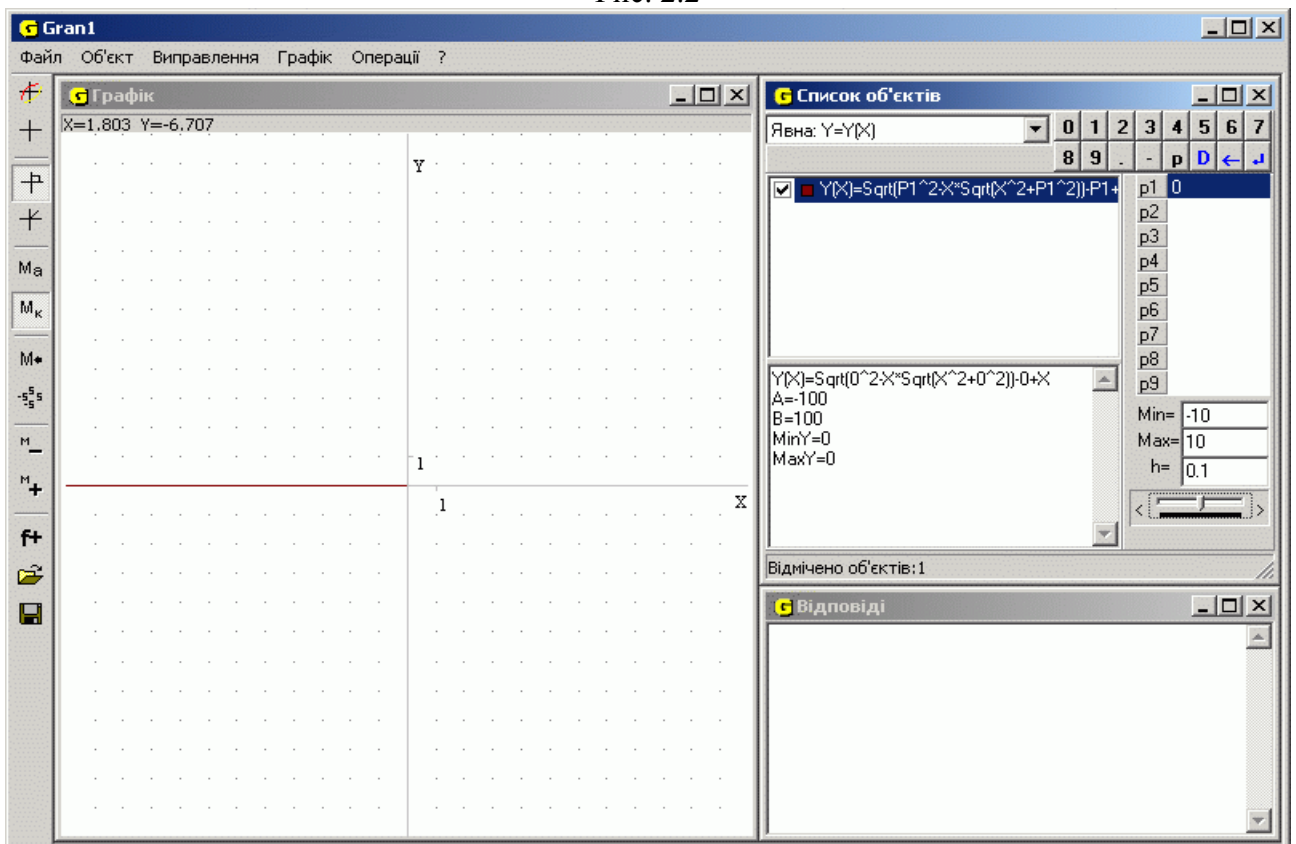 Рис. 2.2
Gran1
Файл Об'єкт Виправлення Графік Операції ?
Графік
X=1.803 Y=-6.707
Y
1
1
X
Ma
Mк
M
-5 5 5 -5
M
M
f+
Список об'єктів
Явна: Y=Y(X)
0 1 2 3 4 5 6 7
8 9 . - p D ← ↲
Y(X)=Sqrt(P1^2-X*Sqrt(X^2+P1^2))-P1+
p1 0
p2
p3
p4
p5
p6
p7
p8
p9
Y(X)=Sqrt(0^2-X*Sqrt(X^2+0^2))-0+X
A=-100
B=100
MinY=0
MaxY=0
Min= -10
Max= 10
h= 0.1
< >
Відмічено об'єктів:1
Відповіді